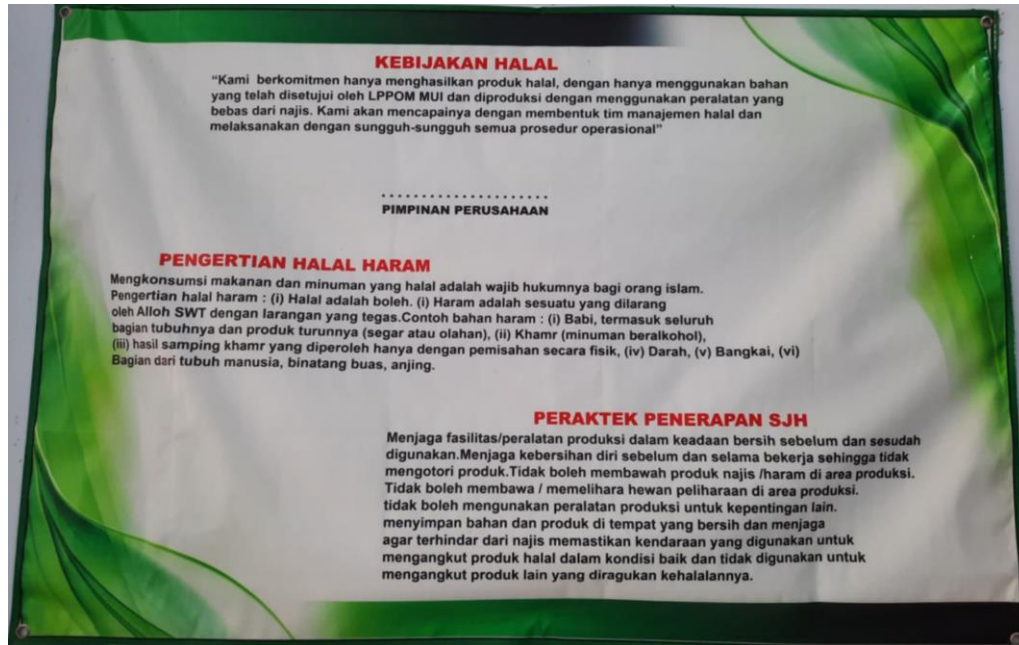 KEBIJAKAN HALAL
“Kami berkomitmen hanya menghasilkan produk halal, dengan hanya menggunakan bahan
yang telah disetujui oleh LPPOM MUI dan diproduksi dengan menggunakan peralatan yang
bebas dari najis. Kami akan mencapainya dengan membentuk tim manajemen halal dan
melaksanakan dengan sungguh-sungguh semua prosedur operasional”
.....................
PIMPINAN PERUSAHAAN
PENGERTIAN HALAL HARAM
Mengkonsumsi makanan dan minuman yang halal adalah wajib hukumnya bagi orang islam.
Pengertian halal haram : (i) Halal adalah boleh. (i) Haram adalah sesuatu yang dilarang
oleh Alloh SWT dengan larangan yang tegas.Contoh bahan haram : (i) Babi, termasuk seluruh
bagian tubuhnya dan produk turunnya (segar atau olahan), (ii) Khamr (minuman beralkohol),
(iii) hasil samping khamr yang diperoleh hanya dengan pemisahan secara fisik, (iv) Darah, (v) Bangkai, (vi)
Bagian dari tubuh manusia, binatang buas, anjing.
PERAKTEK PENERAPAN SJH
Menjaga fasilitas/peralatan produksi dalam keadaan bersih sebelum dan sesudah
digunakan.Menjaga kebersihan diri sebelum dan selama bekerja sehingga tidak
mengotori produk.Tidak boleh membawah produk najis /haram di area produksi.
Tidak boleh membawa / memelihara hewan peliharaan di area produksi.
tidak boleh mengunakan peralatan produksi untuk kepentingan lain.
menyimpan bahan dan produk di tempat yang bersih dan menjaga
agar terhindar dari najis memastikan kendaraan yang digunakan untuk
mengangkut produk halal dalam kondisi baik dan tidak digunakan untuk
mengangkut produk lain yang diragukan kehalalannya.